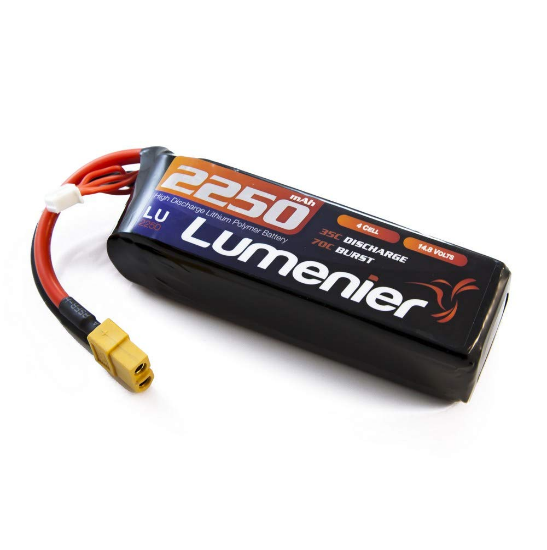 2250 mAh
High Discharge Lithium Polymer Battery
LU
2250
Lumenier
4 CELL
14.8 VOLTS
35C DISCHARGE
70C BURST